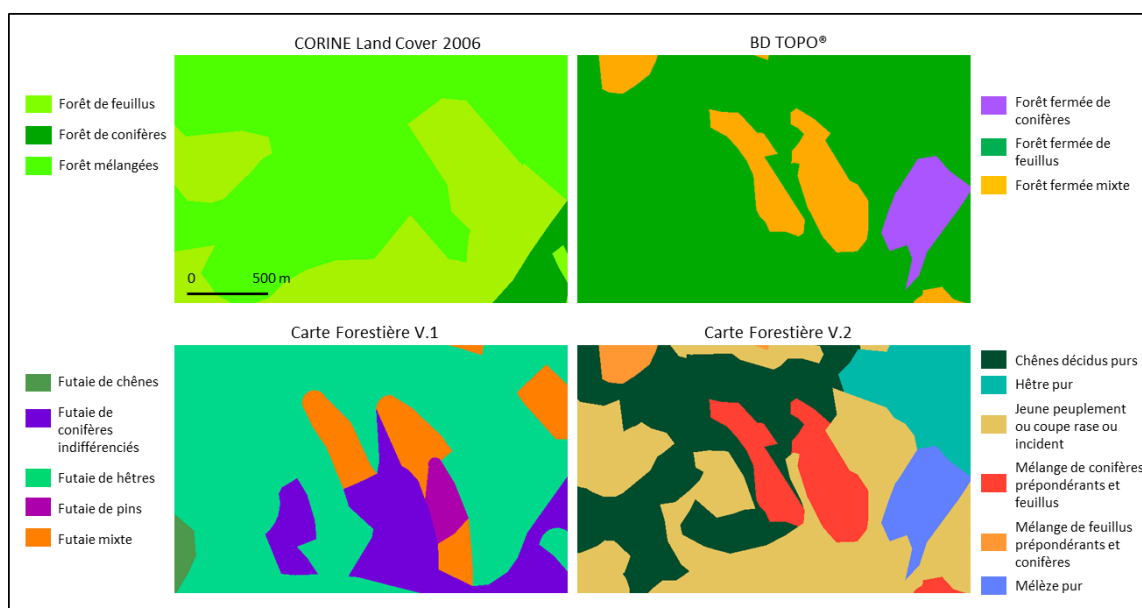 CORINE Land Cover 2006
Forêt de feuillus
Forêt de conifères
Forêt mélangées
0 500 m
BD TOPO®
Forêt fermée de
conifères
Forêt fermée de
feuillus
Forêt fermée mixte
Carte Forestière V.1
Futaie de chênes
Futaie de
conifères
indifférenciés
Futaie de hêtres
Futaie de pins
Futaie mixte
Carte Forestière V.2
Chênes décidus purs
Hêtre pur
Jeune peuplement
ou coupe rase ou
incident
Mélange de conifères
prépondérants et
feuillus
Mélange de feuillus
prépondérants et
conifères
Mélèze pur